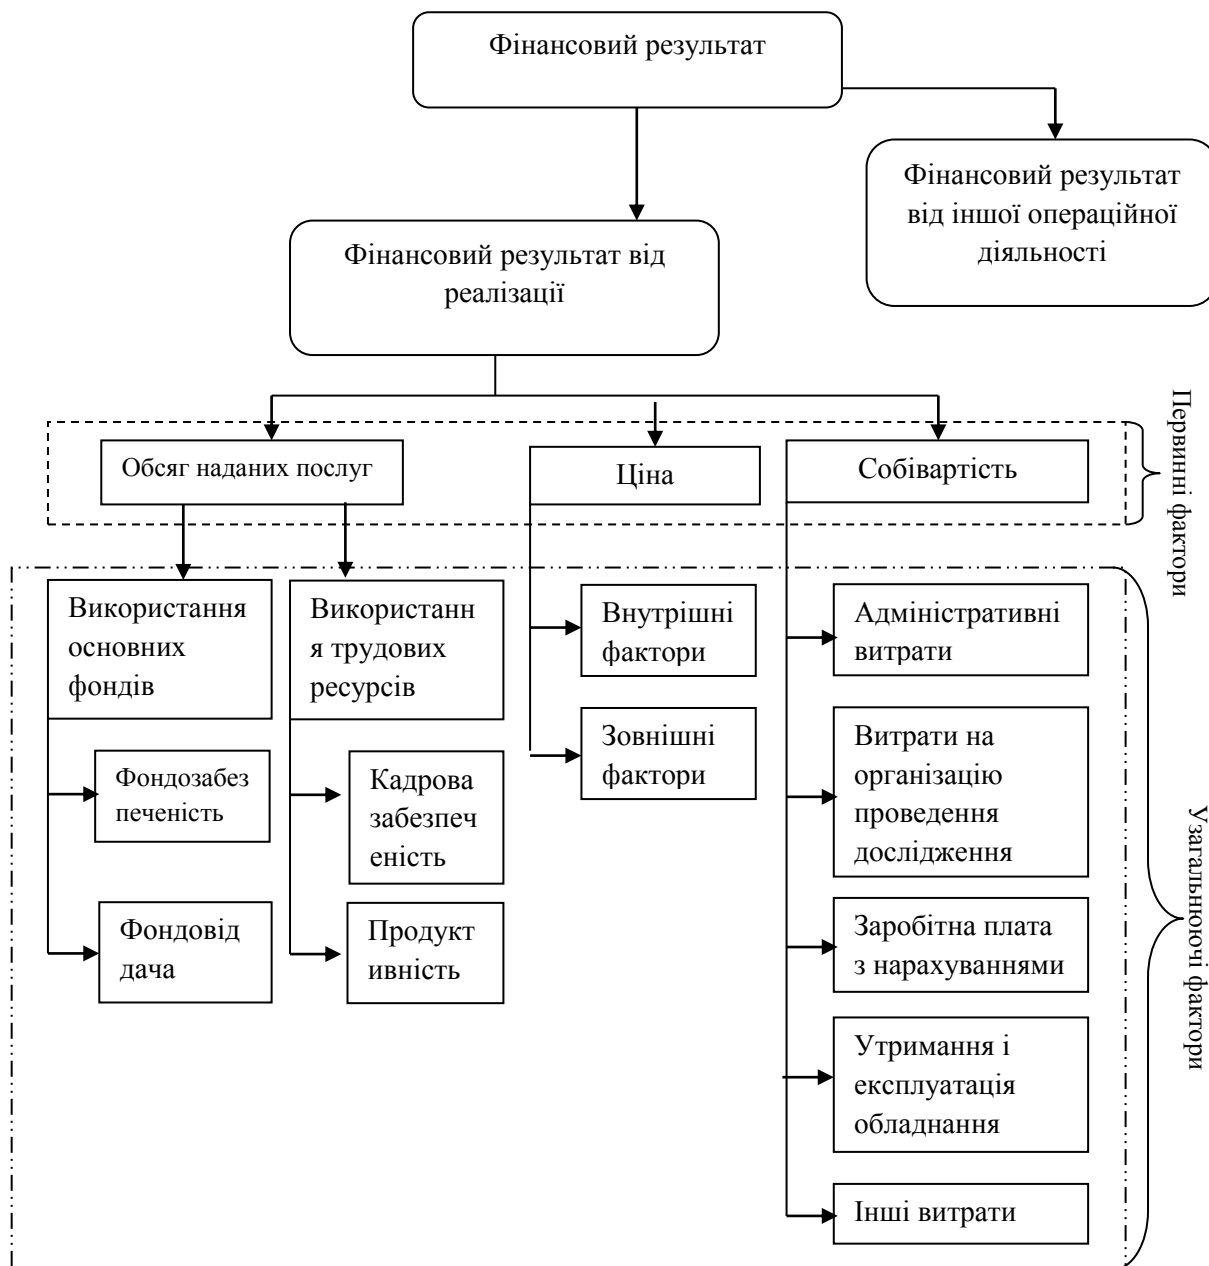 Фінансовий результат
Фінансовий результат
від іншої операційної
діяльності
Фінансовий результат від
реалізації
Первинні фактори
Обсяг наданих послуг
Ціна
Собівартість
Використання
основних
фондів
Використанн
я трудових
ресурсів
Внутрішні
фактори
Адміністративні
витрати
Фондозабез
печеність
Кадрова
забезпеч
еність
Зовнішні
фактори
Витрати на
організацію
проведення
дослідження
Узагальнюючі фактори
Фондовід
дача
Продукт
ивність
Заробітна плата
з нарахуваннями
Утримання і
експлуатація
обладнання
Інші витрати